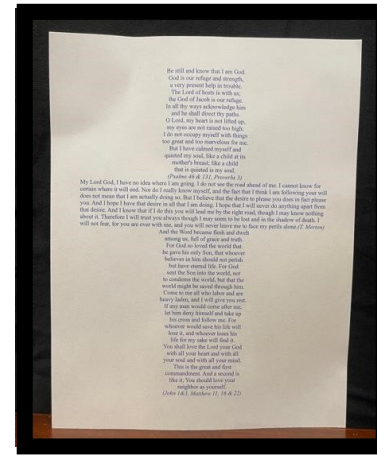 Be still and know that I am God.
God is our refuge and strength,
a very present help in trouble.
The Lord of hosts is with us;
the God of Jacob is our refuge.
In all thy ways acknowledge him
and he shall direct thy paths.
O Lord, my heart is not lifted up,
my eyes are not raised too high;
I do not occupy myself with things
too great and too marvelous for me.
But I have calmed myself and
quieted my soul, like a child at its
mother's breast; like a child
that is quieted is my soul.
(Psalms 46 & 131, Proverbs 3)
My Lord God, I have no idea where I am going. I do not see the road ahead of me. I cannot know for
certain where it will end. Nor do I really know myself, and the fact that I think I am following your will
does not mean that I am actually doing so. But I believe that the desire to please you does in fact please
you. And I hope I have that desire in all that I am doing. I hope that I will never do anything apart from
that desire. And I know that if I do this you will lead me by the right road, though I may know nothing
about it. Therefore I will trust you always though I may seem to be lost and in the shadow of death. I
will not fear, for you are ever with me, and you will never leave me to face my perils alone.(T. Merton)
And the Word became flesh and dwelt
among us, full of grace and truth.
For God so loved the world that
he gave his only Son, that whoever
believes in him should not perish
but have eternal life. For God
sent the Son into the world, not
to condemn the world, but that the
world might be saved through him.
Come to me all who labor and are
heavy laden, and I will give you rest.
If any man would come after me,
let him deny himself and take up
his cross and follow me. For
whoever would save his life will
lose it, and whoever loses his
life for my sake will find it.
You shall love the Lord your God
with all your heart and with all
your soul and with all your mind.
This is the great and first
commandment. And a second is
like it, You should love your
neighbor as yourself.
(John 1&3, Matthew 11, 16 & 22)